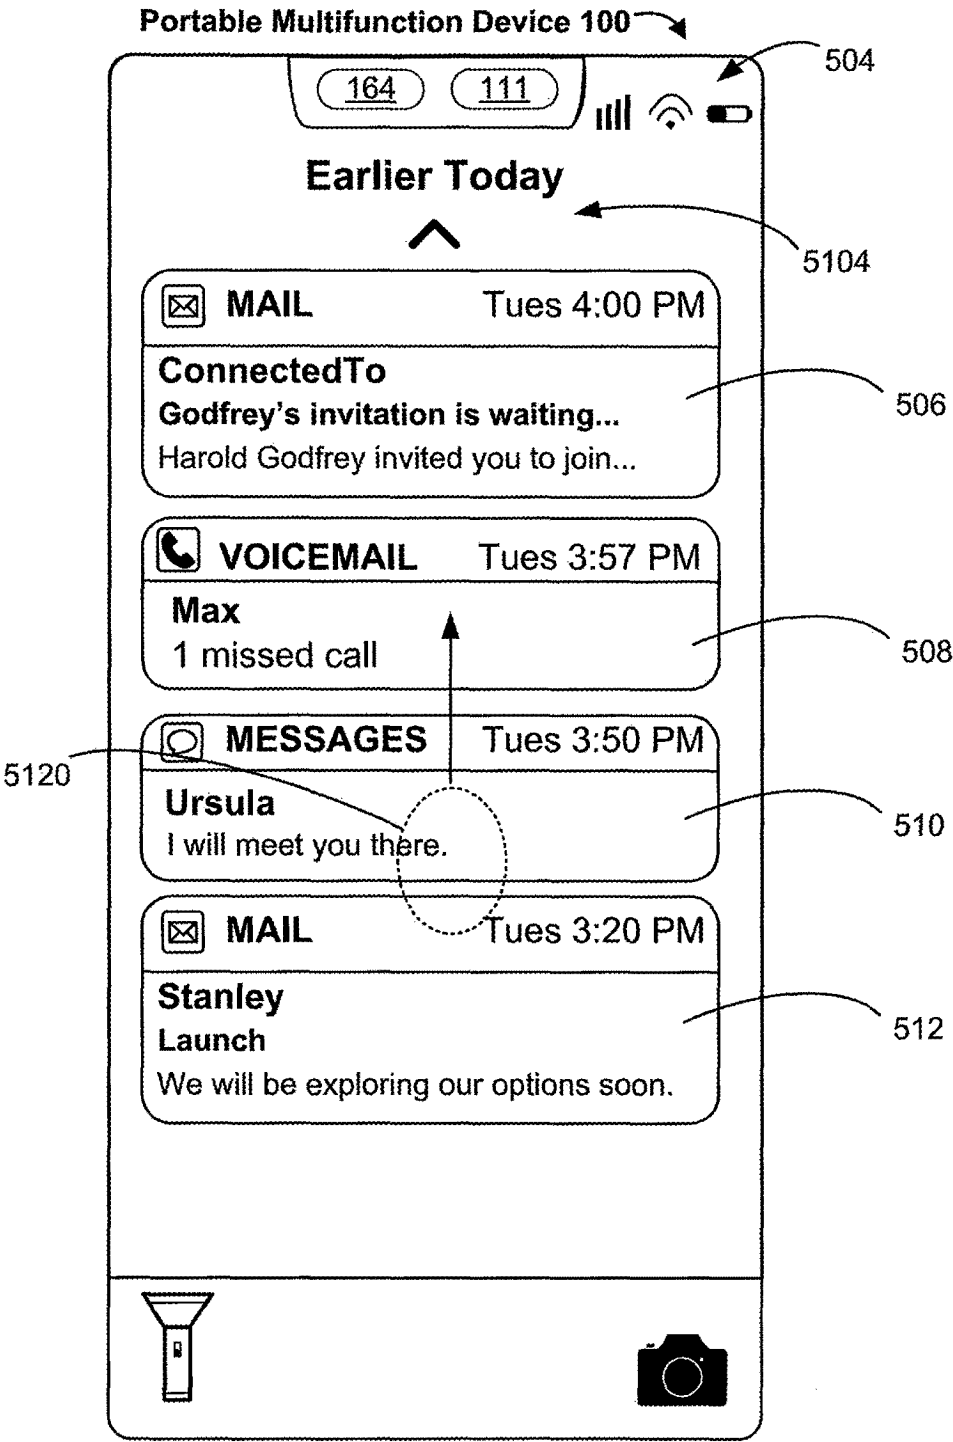 Portable Multifunction Device 100
504
164 111
Earlier Today
5104
MAIL Tues 4:00 PM
ConnectedTo
Godfrey's invitation is waiting...
Harold Godfrey invited you to join...
506
VOICEMAIL Tues 3:57 PM
Max
1 missed call
508
MESSAGES Tues 3:50 PM
5120
Ursula
I will meet you there.
510
MAIL Tues 3:20 PM
Stanley
Launch
We will be exploring our options soon.
512